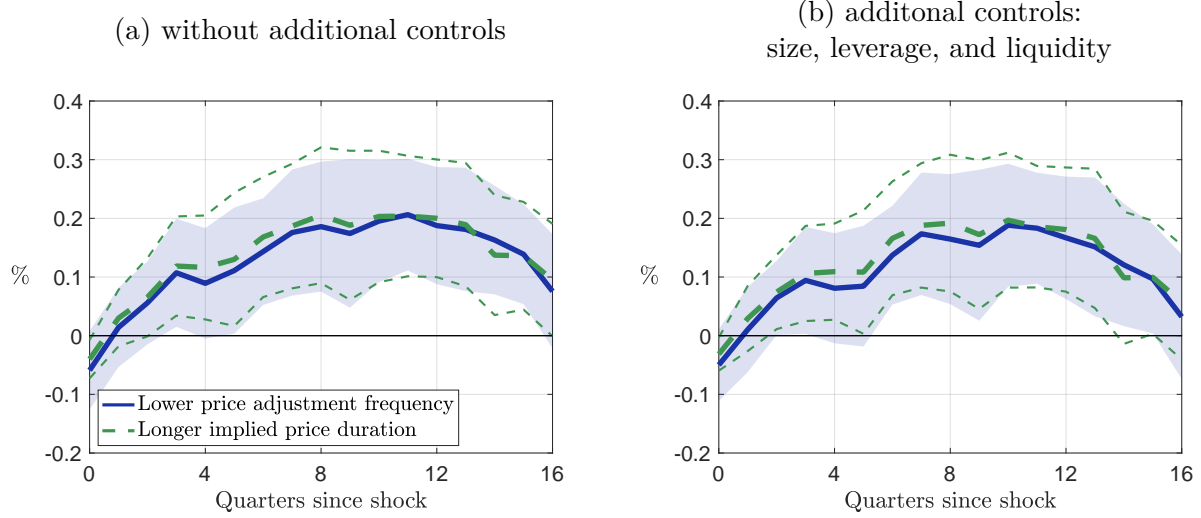 (a) without additional controls
0.4
0.3
0.2
0.1
0
-0.1
-0.2
%
Lower price adjustment frequency
Longer implied price duration
0 4 8 12 16
Quarters since shock
(b) additonal controls:
size, leverage, and liquidity
0.4
0.3
0.2
0.1
0
-0.1
-0.2
%
0 4 8 12 16
Quarters since shock